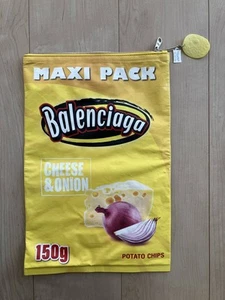 MAXI PACK
Balenciaga
CHEESE
& ONION
150g
POTATO CHIPS